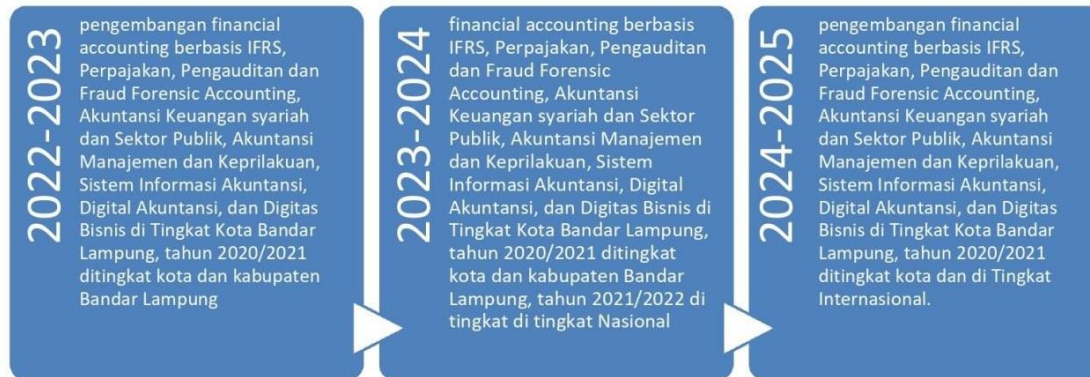 2022-2023
pengembangan financial
accounting berbasis IFRS,
Perpajakan, Pengauditan dan
Fraud Forensic Accounting,
Akuntansi Keuangan syariah
dan Sektor Publik, Akuntansi
Manajemen dan Keprilakuan,
Sistem Informasi Akuntansi,
Digital Akuntansi, dan Digitas
Bisnis di Tingkat Kota Bandar
Lampung, tahun 2020/2021
ditingkat kota dan kabupaten
Bandar Lampung
2023-2024
financial accounting berbasis
IFRS, Perpajakan, Pengauditan
dan Fraud Forensic
Accounting, Akuntansi
Keuangan syariah dan Sektor
Publik, Akuntansi Manajemen
dan Keprilakuan, Sistem
Informasi Akuntansi, Digital
Akuntansi, dan Digitas Bisnis di
Tingkat Kota Bandar Lampung,
tahun 2020/2021 ditingkat
kota dan kabupaten Bandar
Lampung, tahun 2021/2022 di
tingkat di tingkat Nasional
2024-2025
pengembangan financial
accounting berbasis IFRS,
Perpajakan, Pengauditan dan
Fraud Forensic Accounting,
Akuntansi Keuangan syariah
dan Sektor Publik, Akuntansi
Manajemen dan Keprilakuan,
Sistem Informasi Akuntansi,
Digital Akuntansi, dan Digitas
Bisnis di Tingkat Kota Bandar
Lampung, tahun 2020/2021
ditingkat kota dan di Tingkat
Internasional.